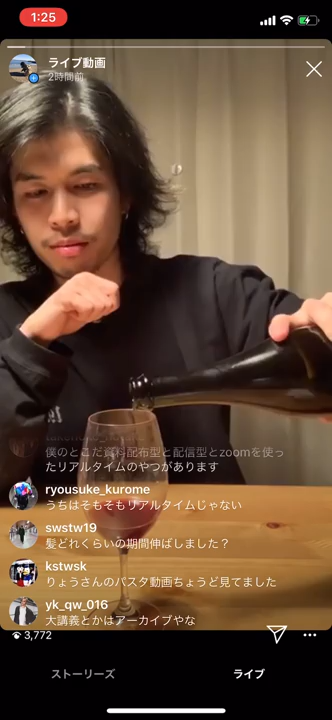 1:25
ライブ動画
2時間前
僕のとこだ資料配布型と配信型とzoomを使っ
たリアルタイムのやつがあります
ryousuke_kurome
うちはそもそもリアルタイムじゃない
swstw19
髪どれくらいの期間伸ばしました？
kstwsk
りょうさんのパスタ動画ちょうど見てました
yk_qw_016
大講義とかはアーカイブやな
3,772
ストーリーズ
ライブ